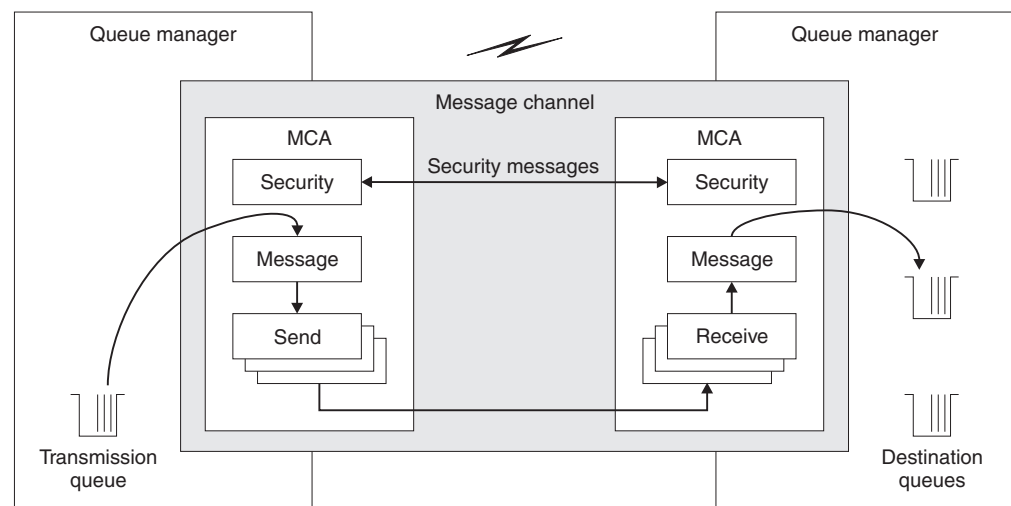 Queue manager
Queue manager
Message channel
MCA
MCA
Security
Security messages
Security
Message
Message
Send
Receive
Transmission
queue
Destination
queues